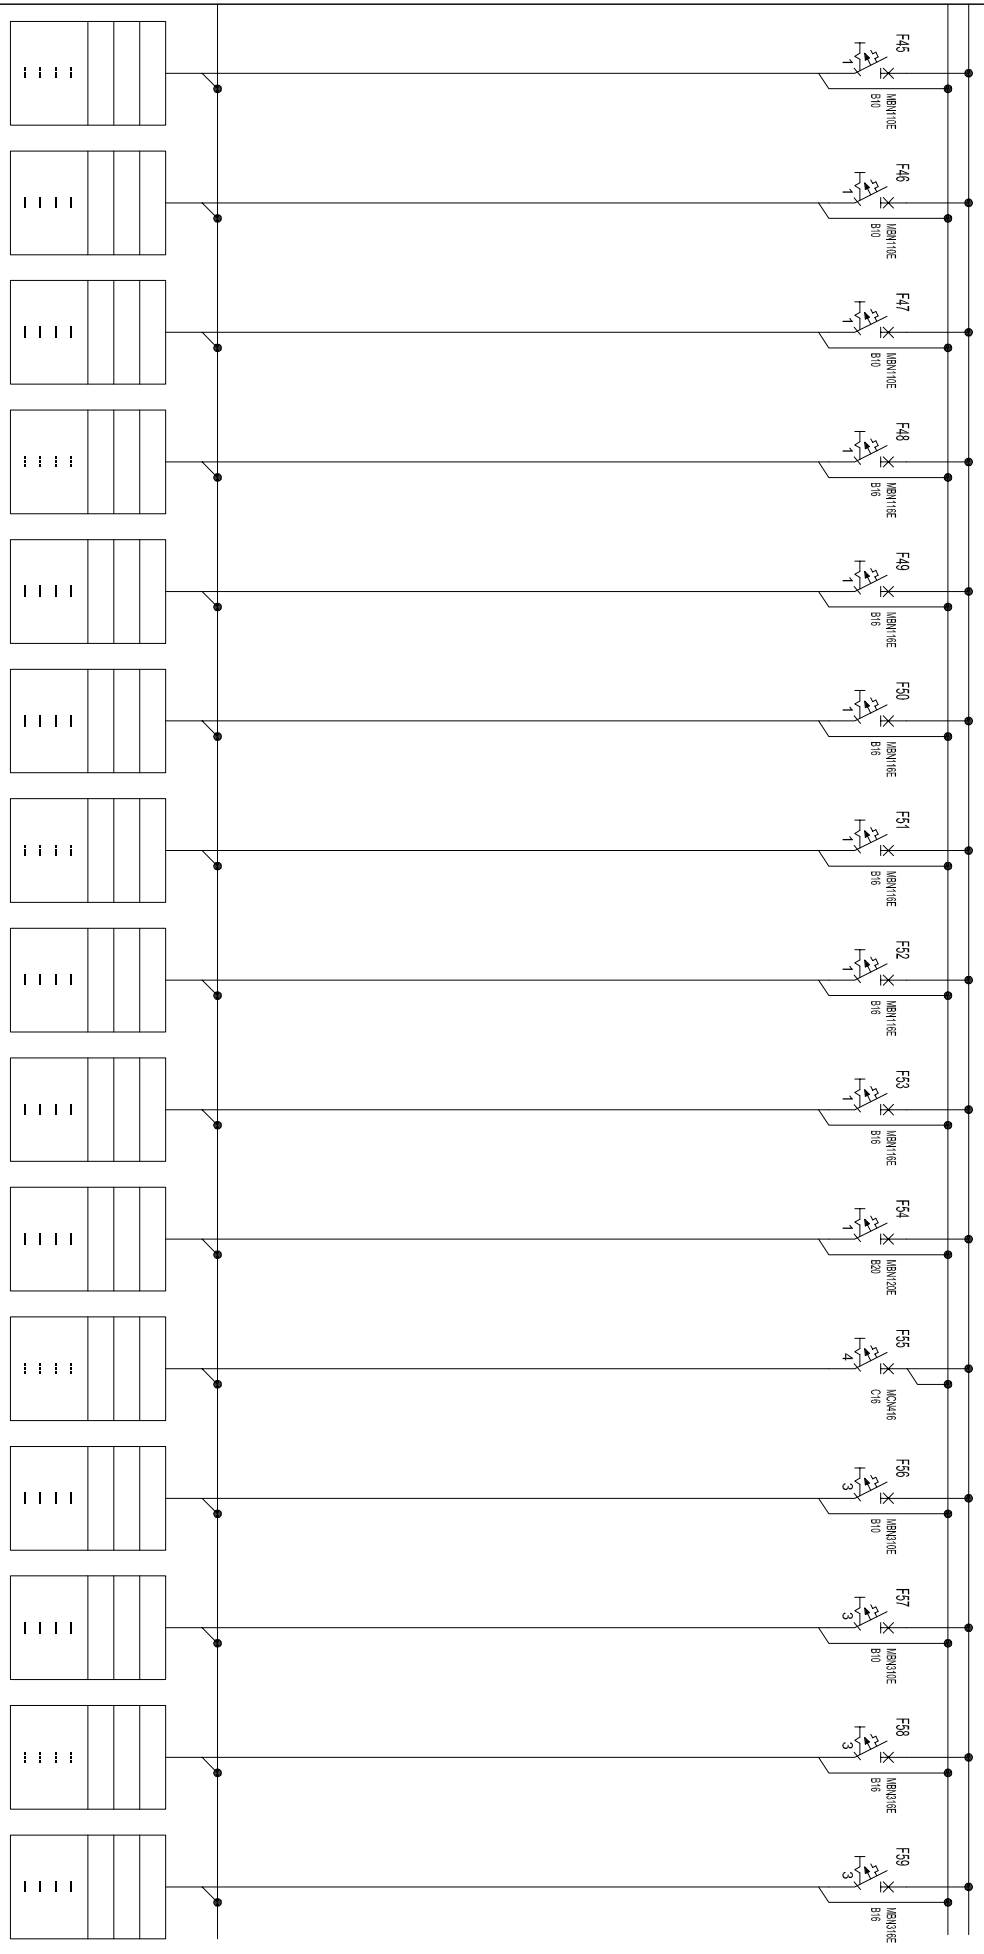 F45
1
MBN110E
B10
F46
1
MBN110E
B10
F47
1
MBN110E
B10
F48
1
MBN116E
B16
F49
1
MBN116E
B16
F50
1
MBN116E
B16
F51
1
MBN116E
B16
F52
1
MBN116E
B16
F53
1
MBN116E
B16
F54
1
MBN120E
B20
F55
4
MCN416
C16
F56
3
MBN310E
B10
F57
3
MBN310E
B10
F58
3
MBN316E
B16
F59
3
MBN316E
B16